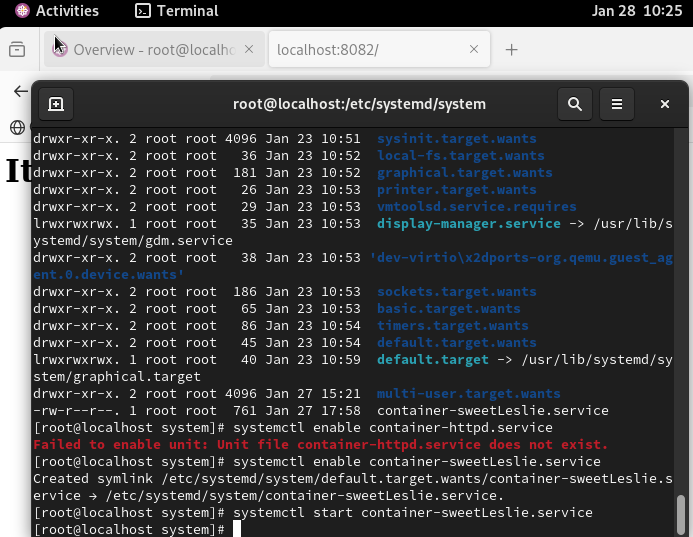 Activities Terminal Jan 28 10:25
Overview - root@localho localhost:8082/
root@localhost:/etc/systemd/system
It
drwxr-xr-x. 2 root root 4096 Jan 23 10:51 sysinit.target.wants
drwxr-xr-x. 2 root root 36 Jan 23 10:52 local-fs.target.wants
drwxr-xr-x. 2 root root 181 Jan 23 10:52 graphical.target.wants
drwxr-xr-x. 2 root root 26 Jan 23 10:53 printer.target.wants
drwxr-xr-x. 2 root root 29 Jan 23 10:53 vmtoolsd.service.requires
lrwxrwxrwx. 1 root root 35 Jan 23 10:53 display-manager.service -> /usr/lib/s
ystemd/system/gdm.service
drwxr-xr-x. 2 root root 38 Jan 23 10:53 'dev-virtio\x2dports-org.qemu.guest_ag
ent.0.device.wants'
drwxr-xr-x. 2 root root 186 Jan 23 10:53 sockets.target.wants
drwxr-xr-x. 2 root root 65 Jan 23 10:53 basic.target.wants
drwxr-xr-x. 2 root root 86 Jan 23 10:54 timers.target.wants
drwxr-xr-x. 2 root root 45 Jan 23 10:54 default.target.wants
lrwxrwxrwx. 1 root root 40 Jan 23 10:59 default.target -> /usr/lib/systemd/sy
stem/graphical.target
drwxr-xr-x. 2 root root 4096 Jan 27 15:21 multi-user.target.wants
-rw-r--r--. 1 root root 761 Jan 27 17:58 container-sweetLeslie.service
[root@localhost system]# systemctl enable container-httpd.service
Failed to enable unit: Unit file container-httpd.service does not exist.
[root@localhost system]# systemctl enable container-sweetLeslie.service
Created symlink /etc/systemd/system/default.target.wants/container-sweetLeslie.s
ervice → /etc/systemd/system/container-sweetLeslie.service.
[root@localhost system]# systemctl start container-sweetLeslie.service
[root@localhost system]#